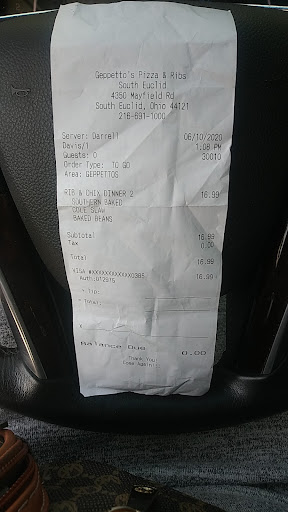 Geppetto's Pizza & Ribs
South Euclid
4350 Mayfield Rd
South Euclid, Ohio 44121
216-691-1000
Server: Darrell 06/10/2020
Davis/1 1:08 PM
Guests: 0 30010
Order Type: TO GO
Area: GEPPETTOS
RIB & CHIX DINNER 2 16.99
SOUTHERN BAKED
COLE SLAW
BAKED BEANS
Subtotal 16.99
Tax 0.00
Total 16.99
VISA #XXXXXXXXXXXX0385 16.99
Auth:012875
+ Tip:
= Total:
X
Balance Due 0.00
Thank You
Come Again!